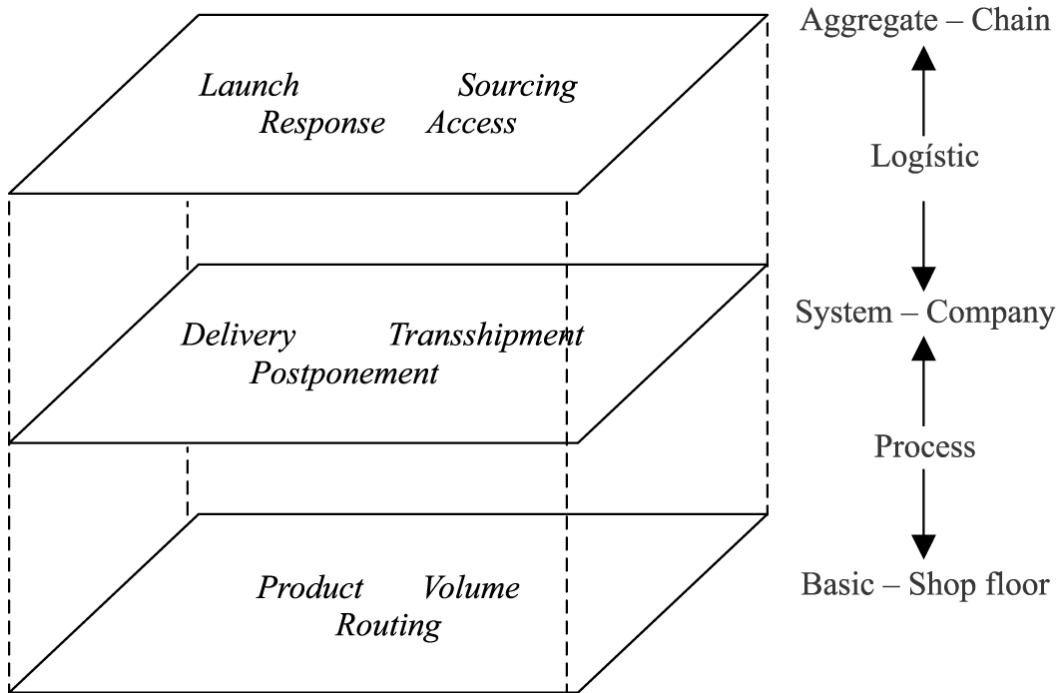 Aggregate – Chain
Launch Sourcing
Response Access
Logístic
System – Company
Delivery Transshipment
Postponement
Process
Basic – Shop floor
Product Volume
Routing